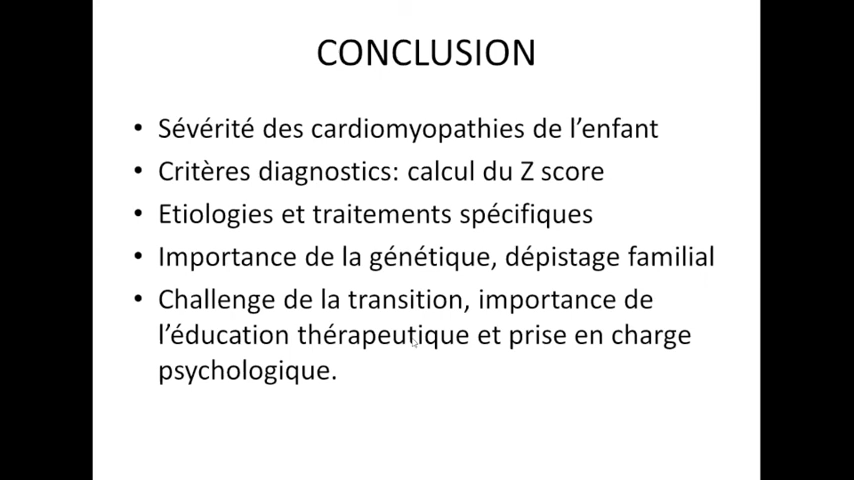 CONCLUSION
• Sévérité des cardiomyopathies de l’enfant
• Critères diagnostics: calcul du Z score
• Etiologies et traitements spécifiques
• Importance de la génétique, dépistage familial
• Challenge de la transition, importance de
l’éducation thérapeutique et prise en charge
psychologique.